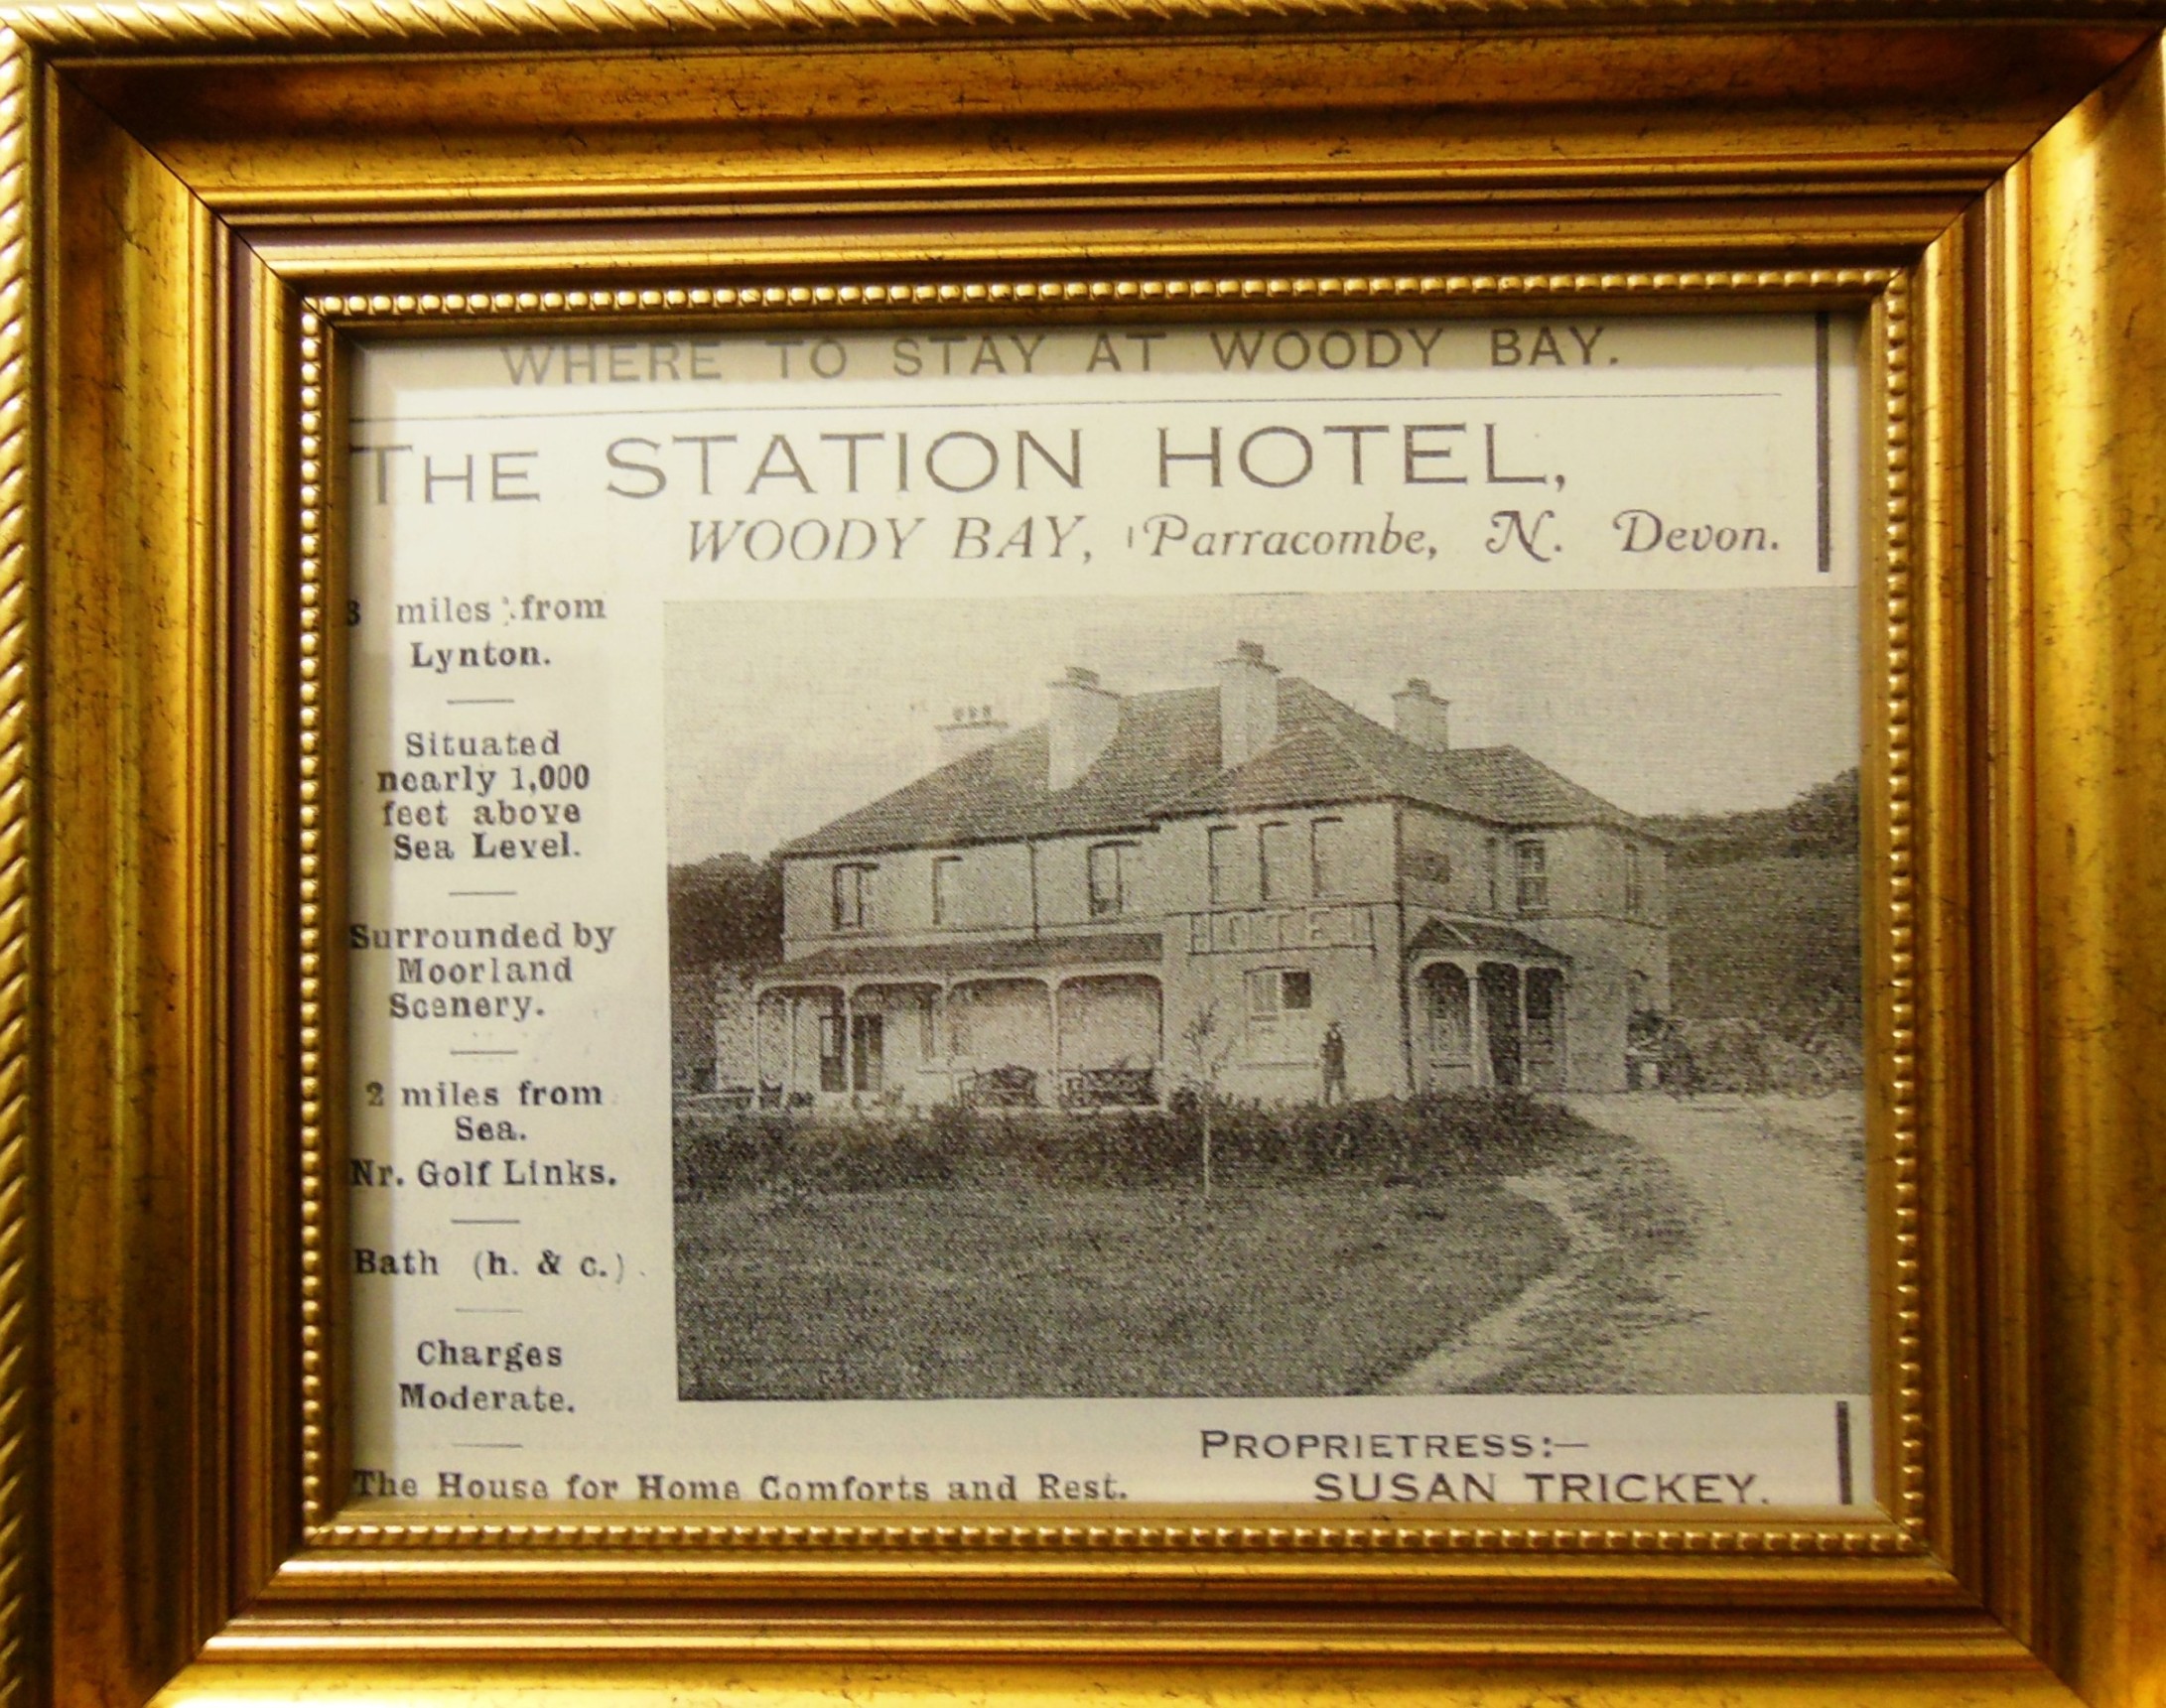 WHERE TO STAY AT WOODY BAY.
THE STATION HOTEL,
WOODY BAY, Parracombe, N. Devon.
miles from
Lynton.
Situated
nearly 1,000
feet above
Sea Level.
Surrounded by
Moorland
Scenery.
2 miles from
Sea.
Nr. Golf Links.
Bath (h. & c.).
Charges
Moderate.
The House for Home Comforts and Rest.
HOTEL
PROPRIETRESS:—
SUSAN TRICKEY.